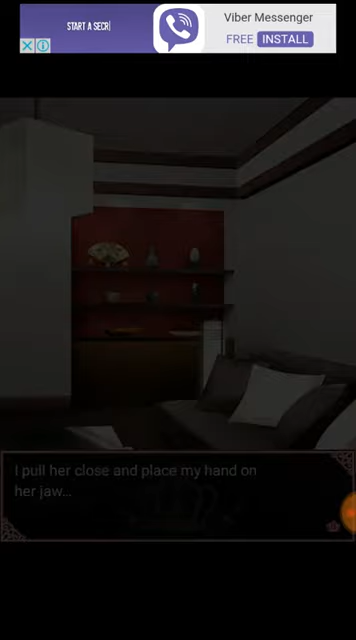 START A SECR
Viber Messenger
FREE INSTALL
I pull her close and place my hand on
her jaw...